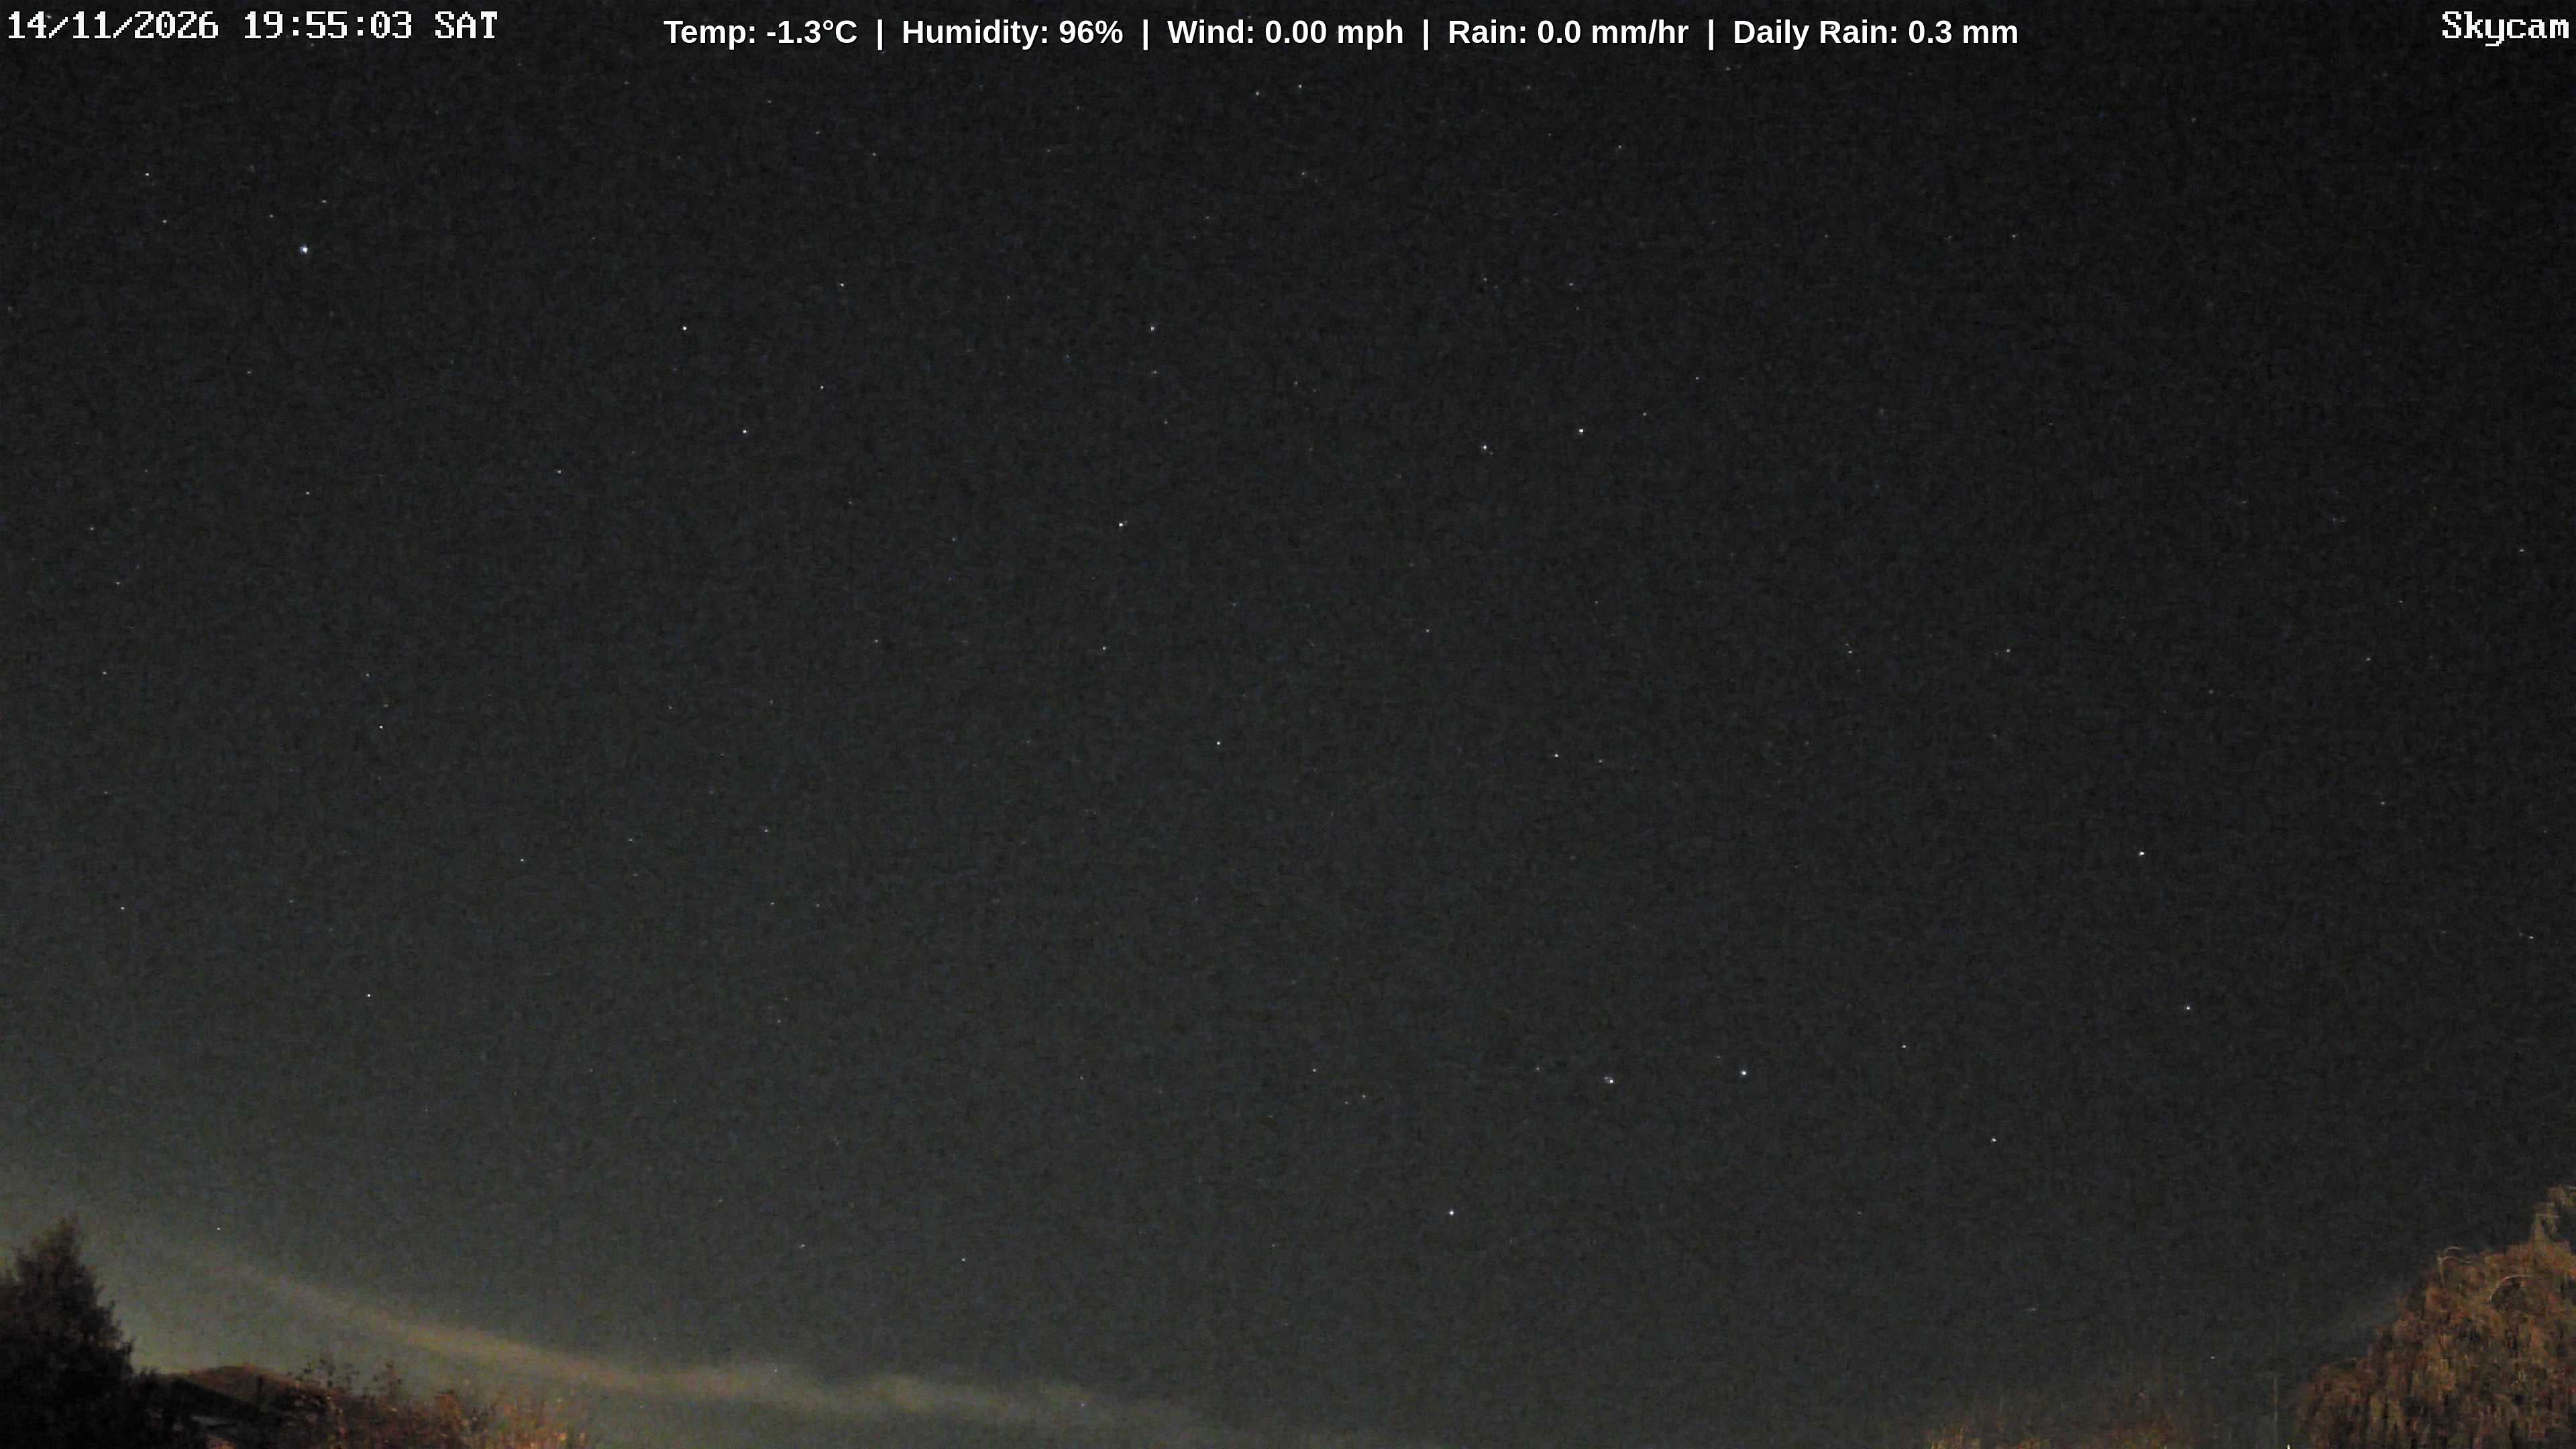 14/11/2026 19:55:03 SAT
Temp: -1.3°C | Humidity: 96% | Wind: 0.00 mph | Rain: 0.0 mm/hr | Daily Rain: 0.3 mm
Skycam